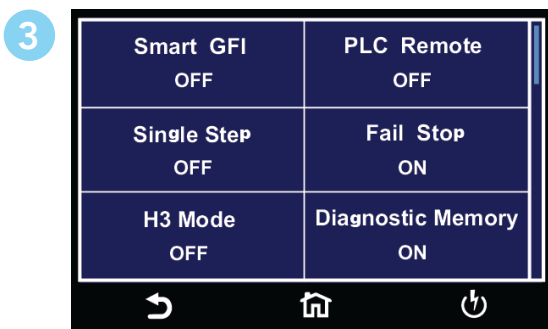 3
Smart GFI
OFF
PLC Remote
OFF
Single Step
OFF
Fail Stop
ON
H3 Mode
OFF
Diagnostic Memory
ON